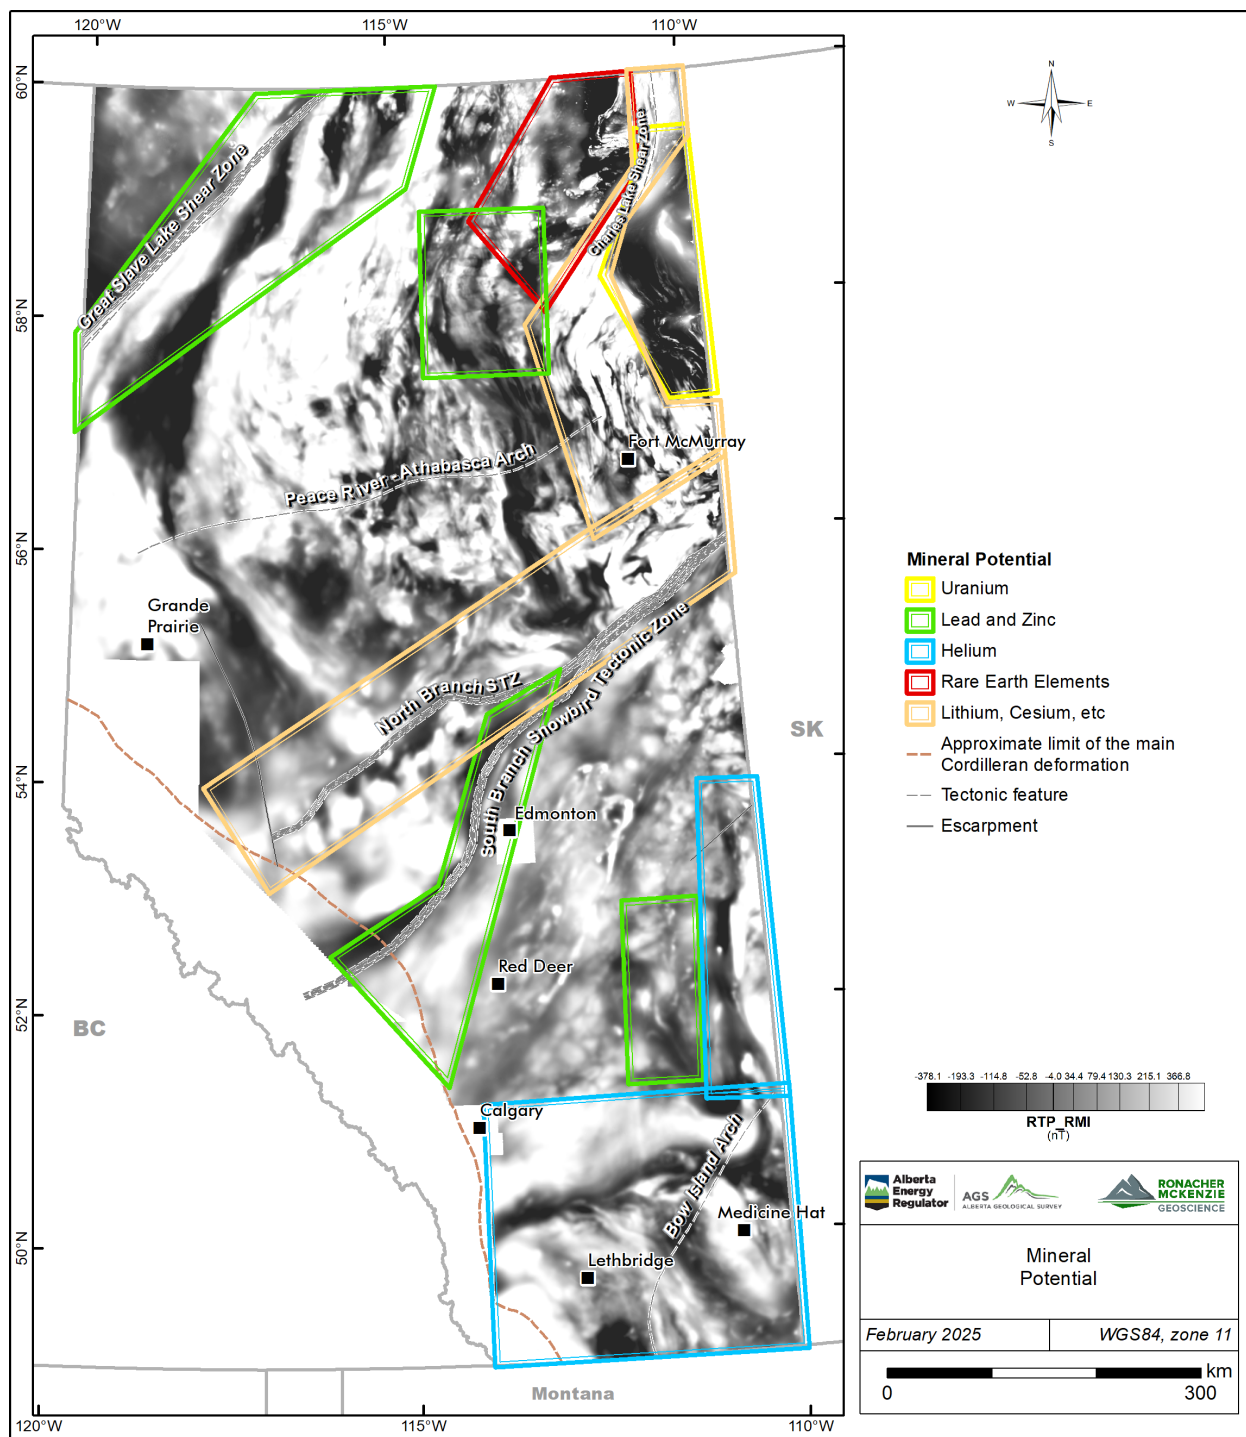 120°W
115°W
110°W
60°N
58°N
56°N
54°N
52°N
50°N
120°W
115°W
110°W
N
W
E
S
Great Slave Lake Shear Zone
Charles Lake Shear Zone
Fort McMurray
Peace River - Athabasca Arch
Grande
Prairie
North Branch STZ
South Branch Snowbird Tectonic Zone
Edmonton
Red Deer
Calgary
Bow Island Arch
Medicine Hat
Lethbridge
BC
SK
Montana
Mineral Potential
Uranium
Lead and Zinc
Helium
Rare Earth Elements
Lithium, Cesium, etc
Approximate limit of the main
Cordilleran deformation
Tectonic feature
Escarpment
-378.1 -193.3 -114.8 -52.8 -4.0 34.4 79.4 130.3 215.1 366.8
RTP_RMI
(nT)
Alberta
Energy
Regulator
AGS
ALBERTA GEOLOGICAL SURVEY
RONACHER
MCKENZIE
GEOSCIENCE
Mineral
Potential
February 2025
WGS84, zone 11
km
0 300